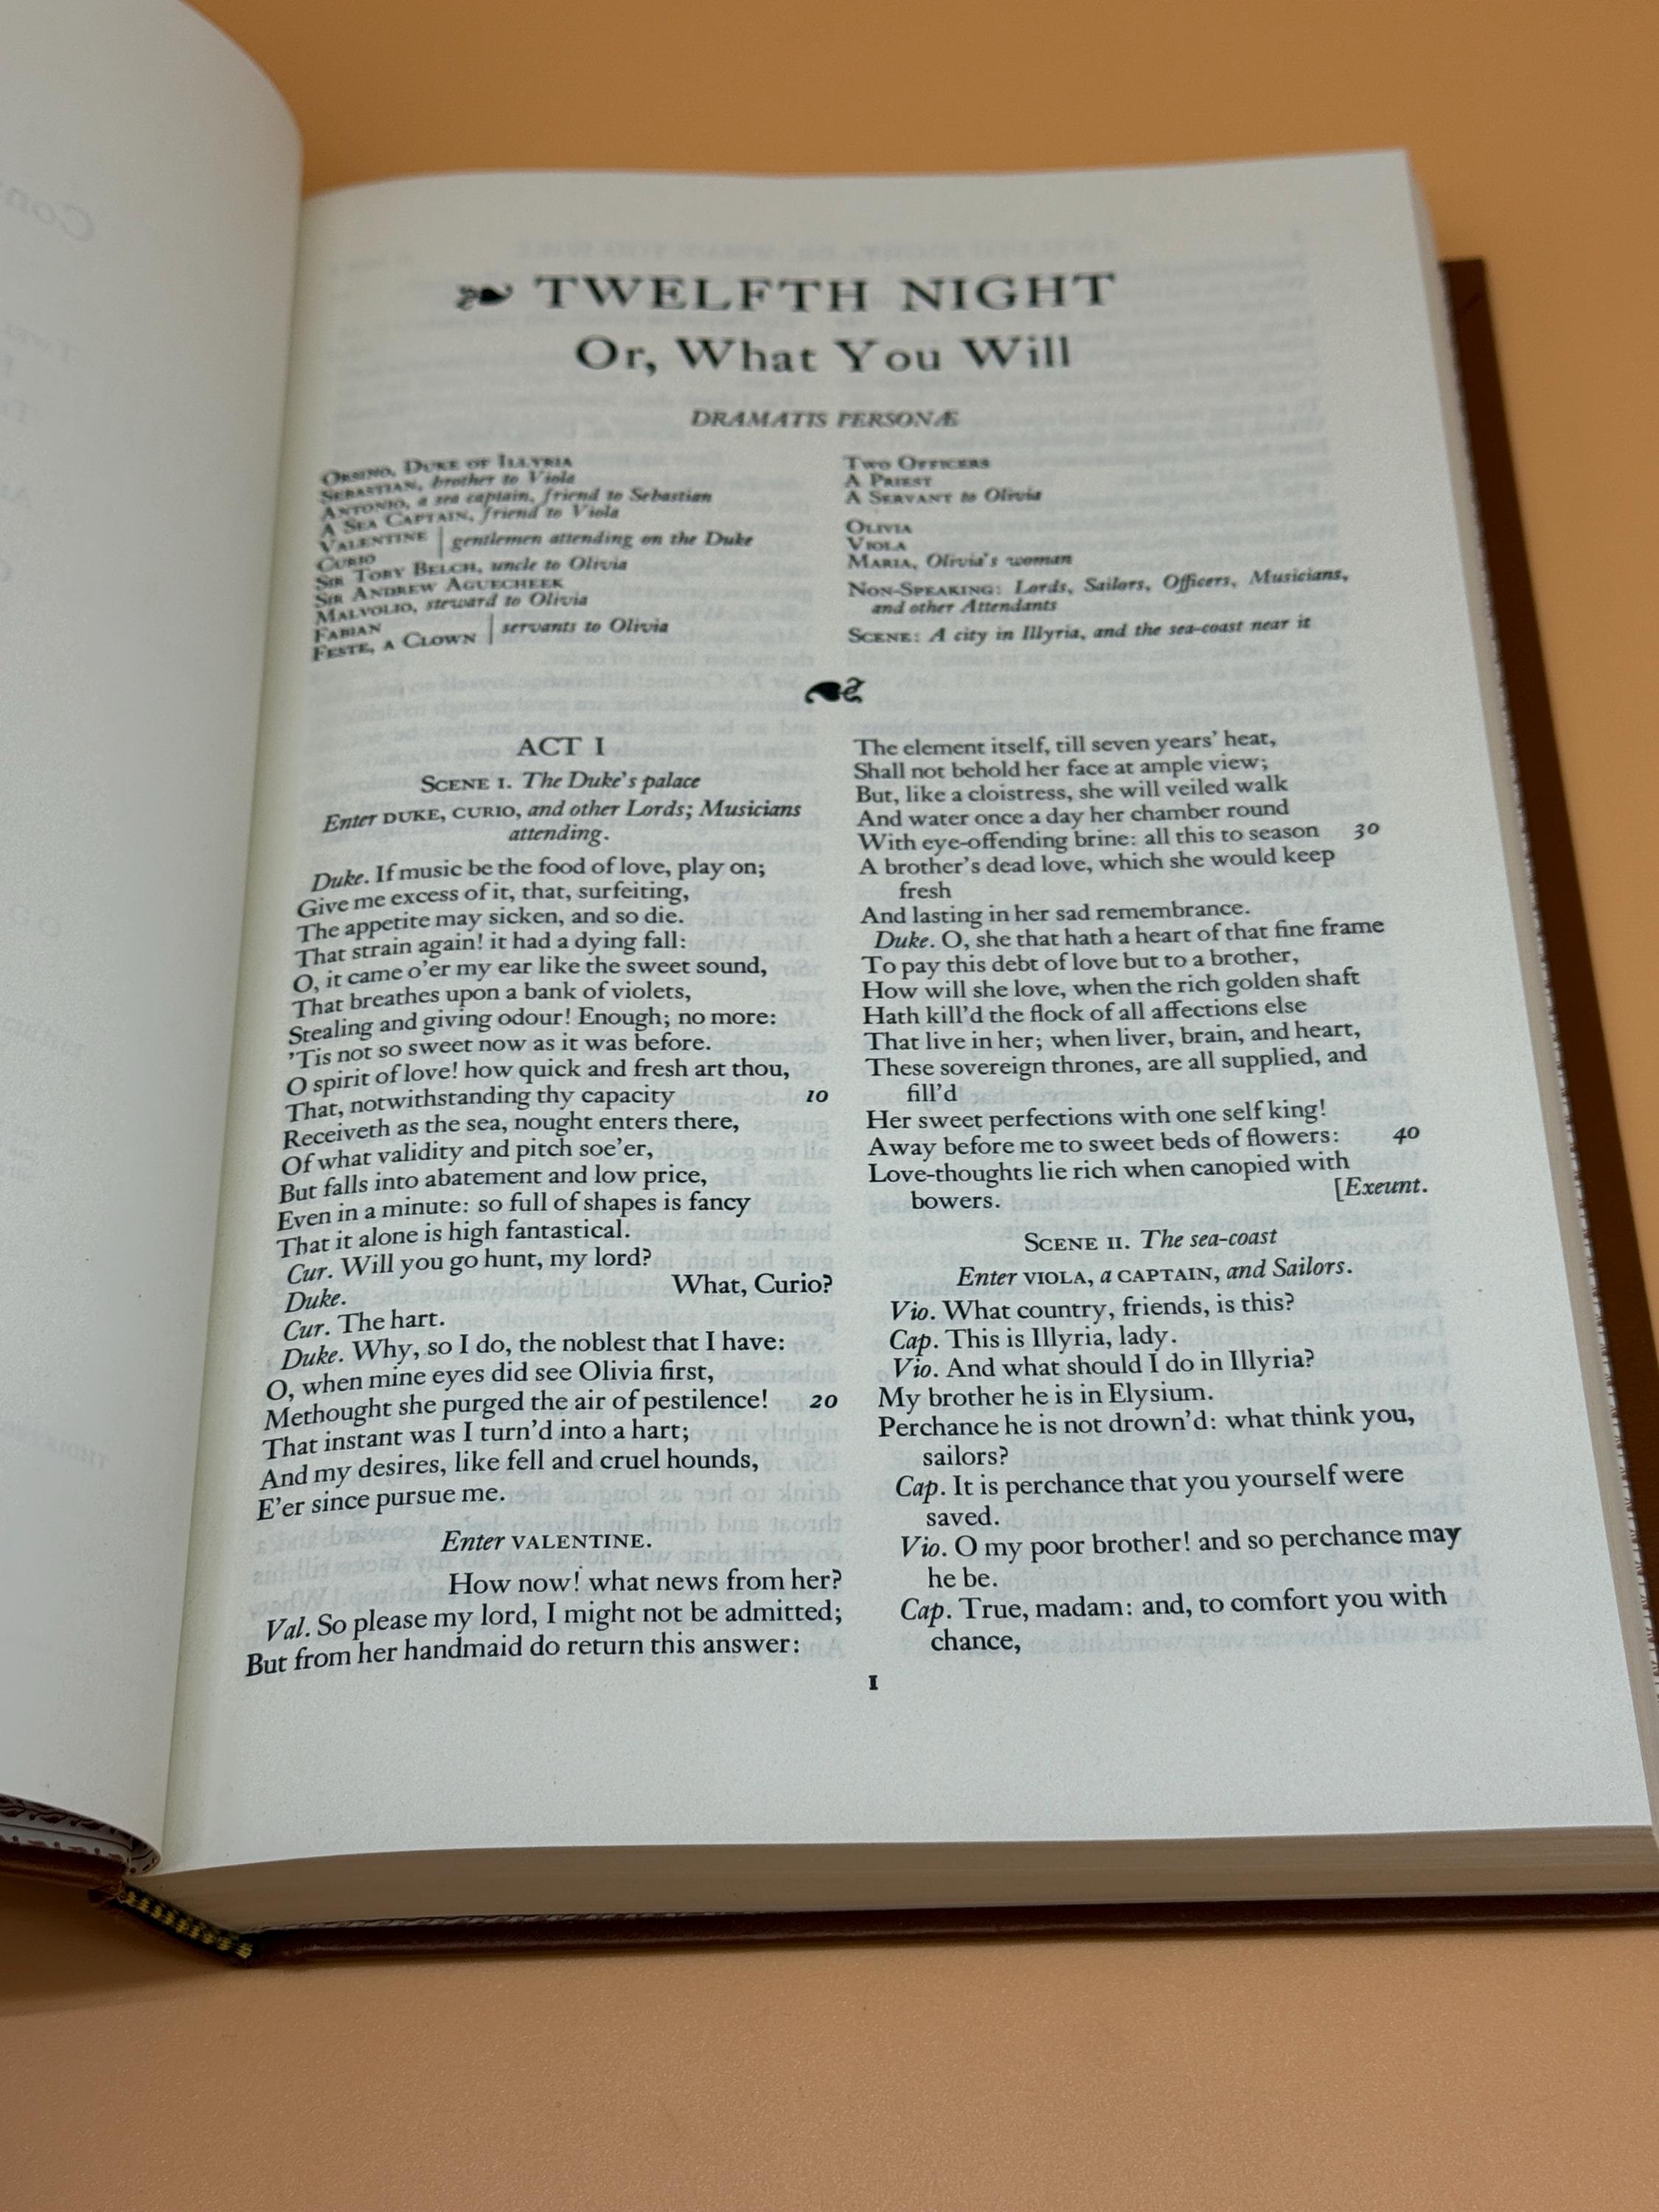 TWELFTH NIGHT
Or, What You Will
DRAMATIS PERSONÆ
ORSINO, DUKE OF ILLYRIA
SEBASTIAN, brother to Viola
ANTONIO, a sea captain, friend to Sebastian
A SEA CAPTAIN, friend to Viola
VALENTINE
CURIO
gentlemen attending on the Duke
SIR TOBY BELCH, uncle to Olivia
SIR ANDREW AGUECHEEK
MALVOLIO, steward to Olivia
FABIAN
FESTE, A CLOWN
servants to Olivia
TWO OFFICERS
A PRIEST
A SERVANT to Olivia
OLIVIA
VIOLA
MARIA, Olivia's woman
NON-SPEAKING: Lords, Sailors, Officers, Musicians,
and other Attendants
SCENE: A city in Illyria, and the sea-coast near it
ACT I
SCENE I. The Duke's palace
Enter DUKE, CURIO, and other Lords; Musicians
attending.
Duke. If music be the food of love, play on;
Give me excess of it, that, surfeiting,
The appetite may sicken, and so die.
That strain again! it had a dying fall:
O, it came o'er my ear like the sweet sound,
That breathes upon a bank of violets,
Stealing and giving odour! Enough; no more:
'Tis not so sweet now as it was before.
O spirit of love! how quick and fresh art thou,
That, notwithstanding thy capacity 10
Receiveth as the sea, nought enters there,
Of what validity and pitch soe'er,
But falls into abatement and low price,
Even in a minute: so full of shapes is fancy
That it alone is high fantastical.
Cur. Will you go hunt, my lord?
Duke. What, Curio?
Cur. The hart.
Duke. Why, so I do, the noblest that I have:
O, when mine eyes did see Olivia first,
Methought she purged the air of pestilence! 20
That instant was I turn'd into a hart;
And my desires, like fell and cruel hounds,
E'er since pursue me.
Enter VALENTINE.
How now! what news from her?
Val. So please my lord, I might not be admitted;
But from her handmaid do return this answer:
The element itself, till seven years' heat,
Shall not behold her face at ample view;
But, like a cloistress, she will veiled walk
And water once a day her chamber round
With eye-offending brine: all this to season 30
A brother's dead love, which she would keep
fresh
And lasting in her sad remembrance.
Duke. O, she that hath a heart of that fine frame
To pay this debt of love but to a brother,
How will she love, when the rich golden shaft
Hath kill'd the flock of all affections else
That live in her; when liver, brain, and heart,
These sovereign thrones, are all supplied, and
fill'd
Her sweet perfections with one self king!
Away before me to sweet beds of flowers: 40
Love-thoughts lie rich when canopied with
bowers. [Exeunt.
SCENE II. The sea-coast
Enter VIOLA, a CAPTAIN, and Sailors.
Vio. What country, friends, is this?
Cap. This is Illyria, lady.
Vio. And what should I do in Illyria?
My brother he is in Elysium.
Perchance he is not drown'd: what think you,
sailors?
Cap. It is perchance that you yourself were
saved.
Vio. O my poor brother! and so perchance may
he be.
Cap. True, madam: and, to comfort you with
chance,
1